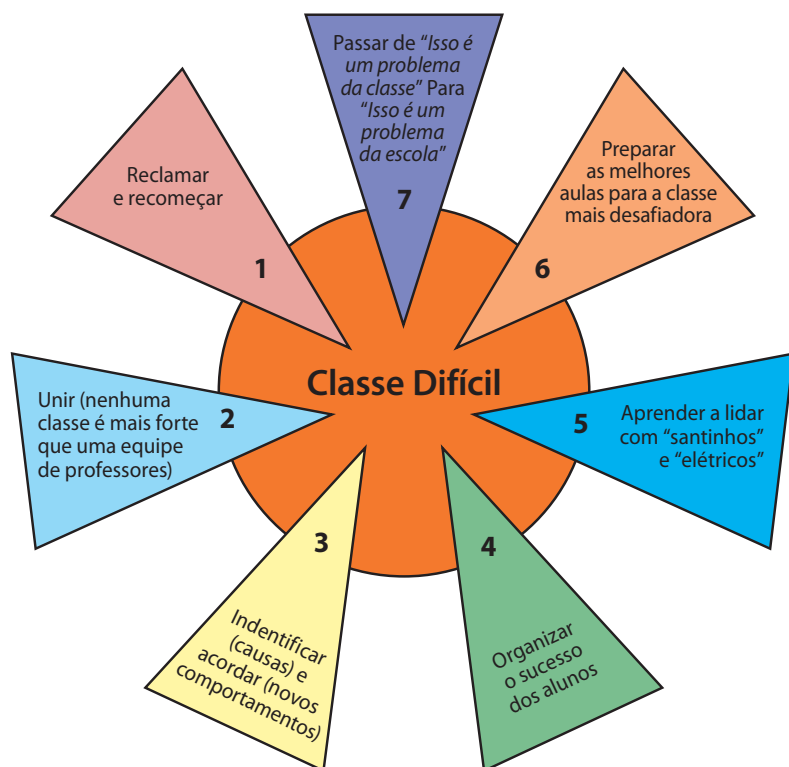 Classe Difícil
Reclamar
e recomeçar
1
Unir (nenhuma
classe é mais forte
que uma equipe
de professores)
2
Indentificar
(causas) e
acordar (novos
comportamentos)
3
Organizar
o sucesso
dos alunos
4
Aprender a lidar
com “santinhos”
e “elétricos”
5
Preparar
as melhores
aulas para a classe
mais desafiadora
6
Passar de “Isso é
um problema
da classe” Para
“Isso é um
problema
da escola”
7